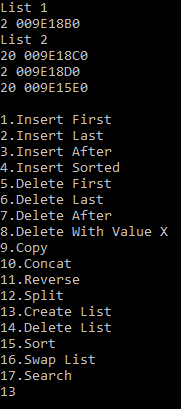 List 1
2 009E18B0
List 2
20 009E18C0
2 009E18D0
20 009E15E0
1.Insert First
2.Insert Last
3.Insert After
4.Insert Sorted
5.Delete First
6.Delete Last
7.Delete After
8.Delete With Value X
9.Copy
10.Concat
11.Reverse
12.Split
13.Create List
14.Delete List
15.Sort
16.Swap List
17.Search
13